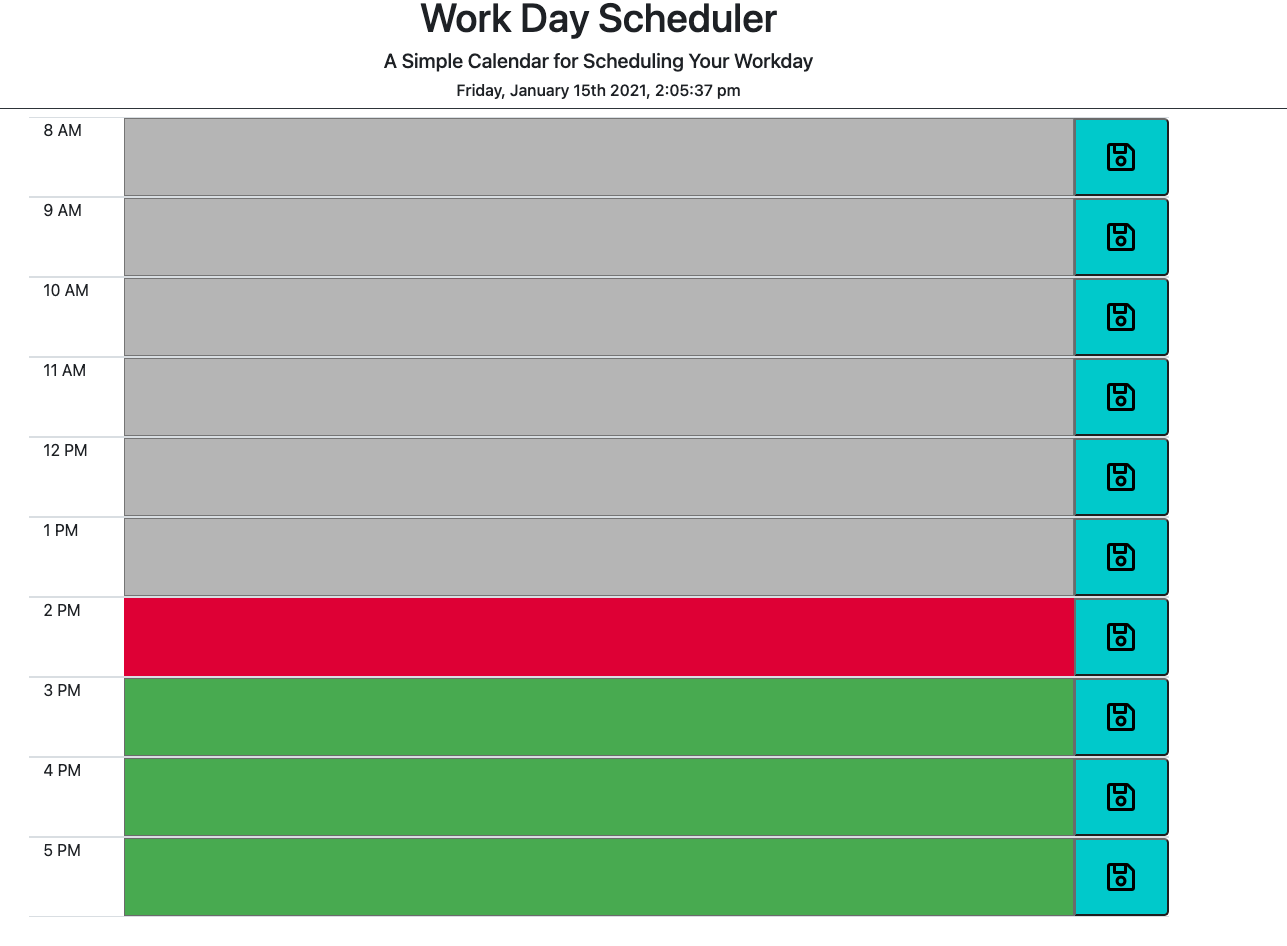 Work Day Scheduler
A Simple Calendar for Scheduling Your Workday
Friday, January 15th 2021, 2:05:37 pm
8 AM
9 AM
10 AM
11 AM
12 PM
1 PM
2 PM
3 PM
4 PM
5 PM